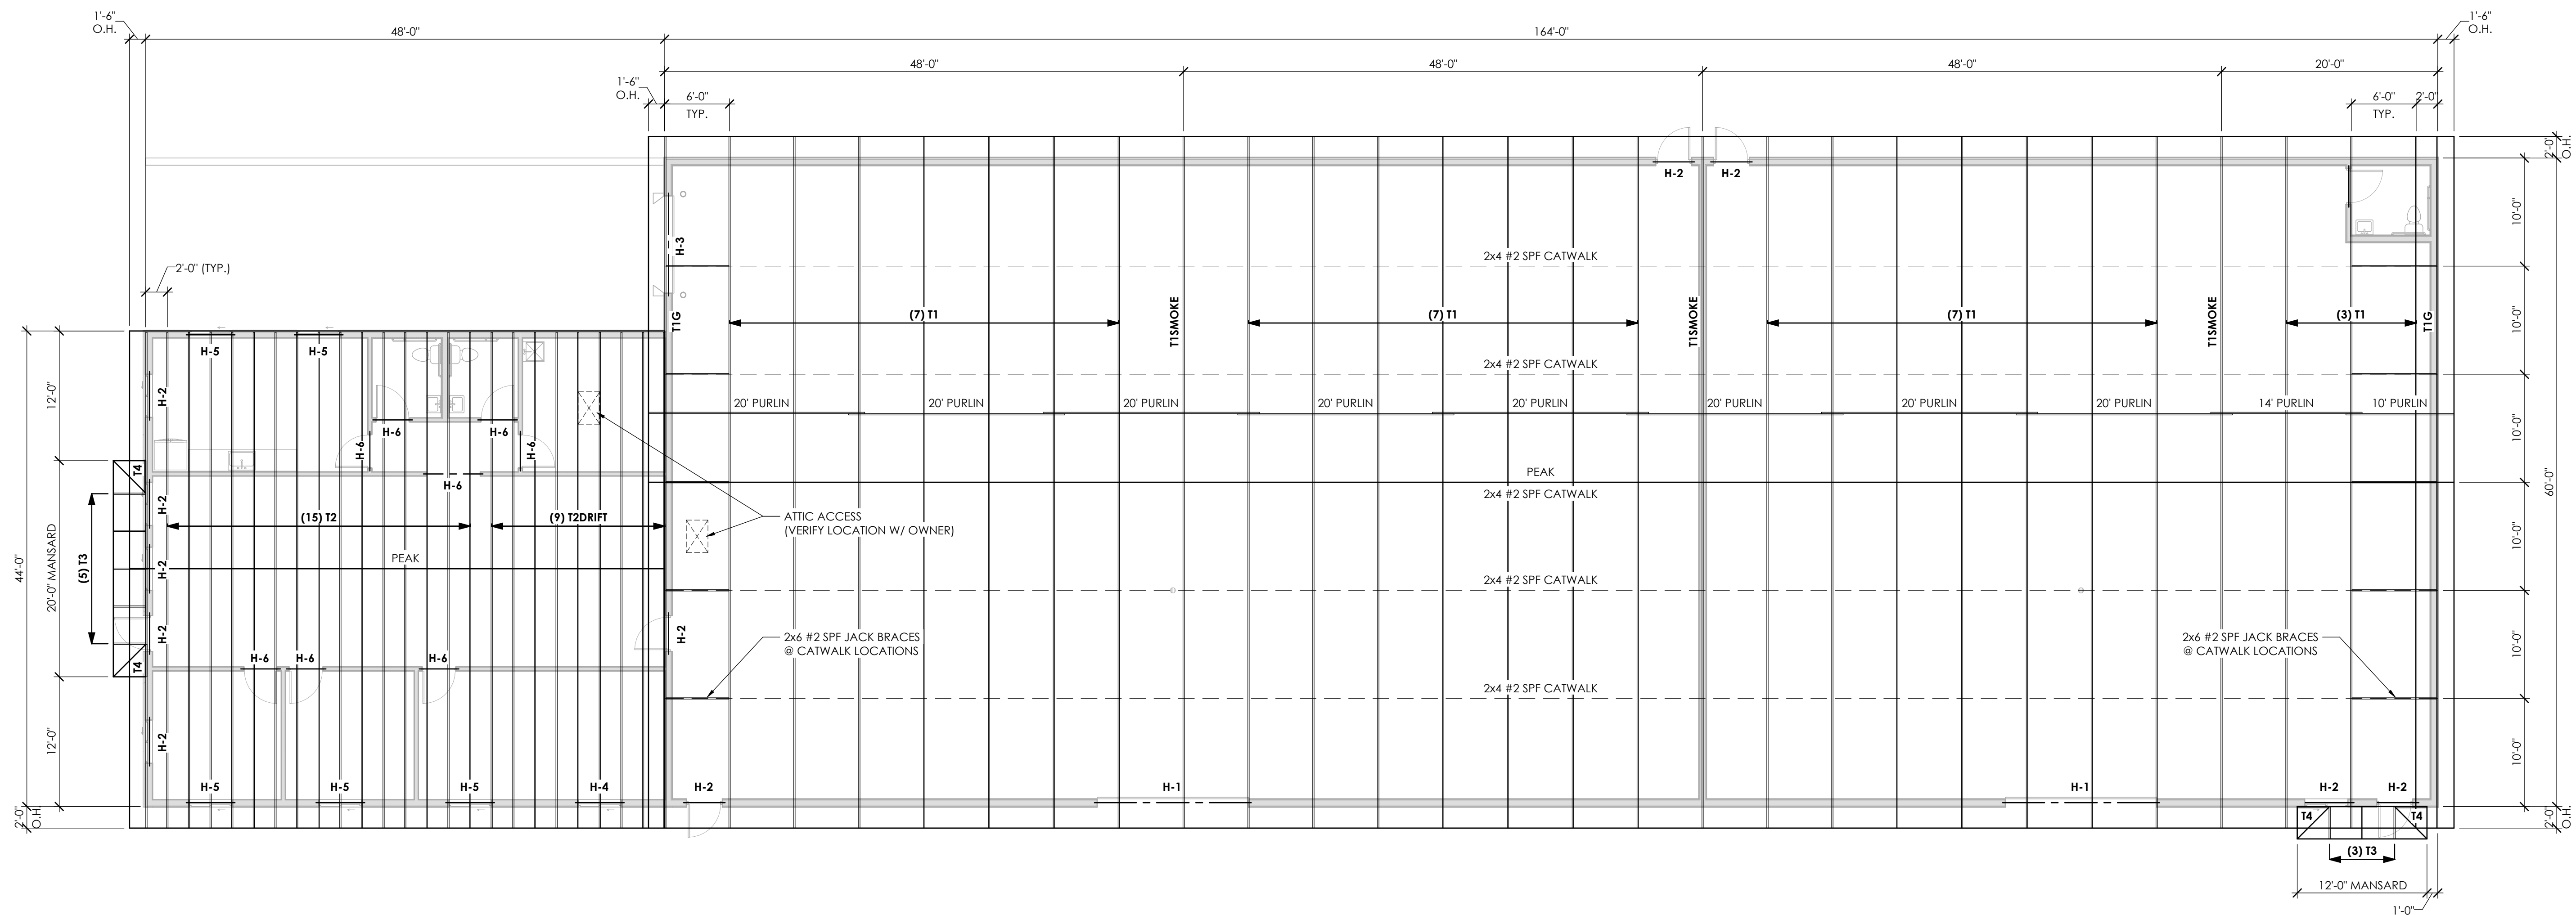 1'-6"
O.H.
48'-0"
164'-0"
1'-6"
O.H.
48'-0"
48'-0"
48'-0"
20'-0"
1'-6"
O.H.
6'-0"
TYP.
6'-0"
TYP.
2'-0"
2'-0"
O.H.
H-2
H-2
10'-0"
H-3
2x4 #2 SPF CATWALK
2'-0" (TYP.)
T1G
(7) T1
T1SMOKE
(7) T1
T1SMOKE
(7) T1
T1SMOKE
(3) T1
T1G
10'-0"
H-5
H-5
2x4 #2 SPF CATWALK
12'-0"
H-2
20' PURLIN
20' PURLIN
20' PURLIN
20' PURLIN
20' PURLIN
20' PURLIN
20' PURLIN
20' PURLIN
14' PURLIN
10' PURLIN
10'-0"
H-6
H-6
H-6
H-6
T4
PEAK
H-6
60'-0"
2x4 #2 SPF CATWALK
H-2
(15) T2
(9) T2DRIFT
ATTIC ACCESS
(VERIFY LOCATION W/ OWNER)
10'-0"
44'-0"
20'-0" MANSARD
(5) T3
H-2
PEAK
2x4 #2 SPF CATWALK
H-2
H-2
2x6 #2 SPF JACK BRACES
@ CATWALK LOCATIONS
2x6 #2 SPF JACK BRACES
@ CATWALK LOCATIONS
10'-0"
T4
H-6
H-6
H-6
2x4 #2 SPF CATWALK
12'-0"
H-2
10'-0"
H-5
H-5
H-5
H-4
H-2
H-1
H-1
H-2
H-2
2'-0"
O.H.
T4
T4
2'-0"
O.H.
(3) T3
12'-0" MANSARD
1'-0"